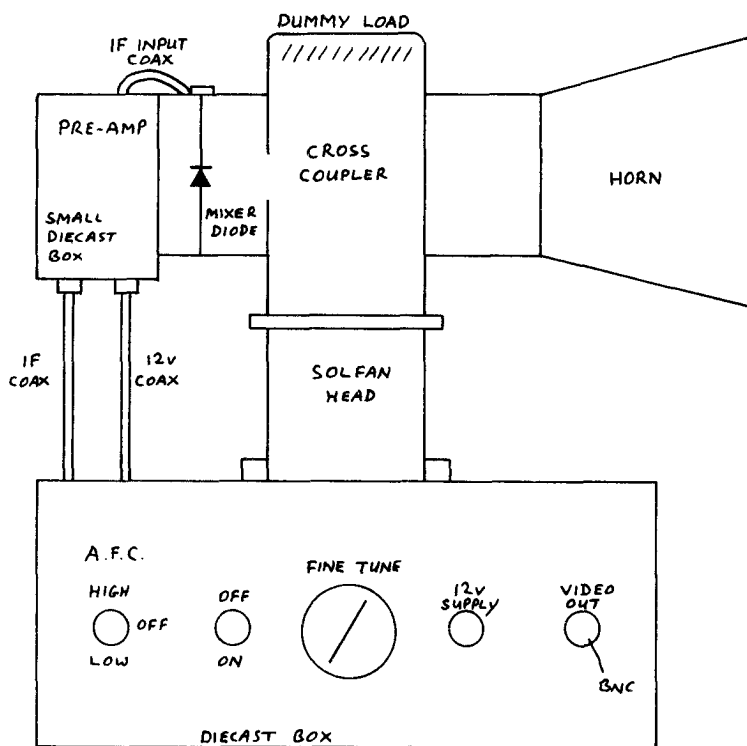 DUMMY LOAD
IF INPUT
COAX
PRE-AMP
CROSS
COUPLER
HORN
SMALL
DIECAST
BOX
MIXER
DIODE
IF
COAX
12v
COAX
SOLFAN
HEAD
A.F.C.
HIGH
OFF
LOW
OFF
ON
FINE TUNE
12v
SUPPLY
VIDEO
OUT
BNC
DIECAST BOX